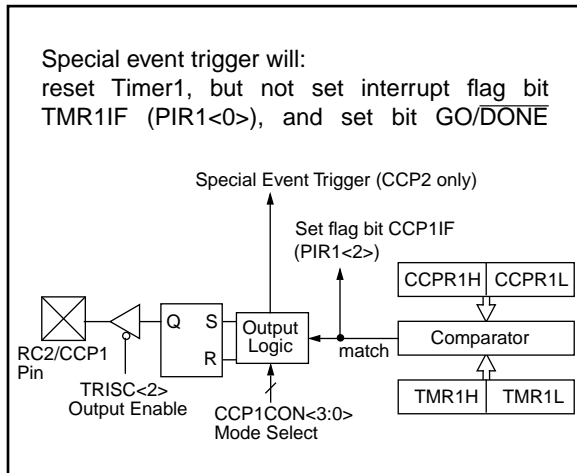 Special event trigger will:
reset Timer1, but not set interrupt flag bit
TMR1IF (PIR1<0>), and set bit GO/DONE
Special Event Trigger (CCP2 only)
Set flag bit CCP1IF
(PIR1<2>)
CCPR1H CCPR1L
Q S Output
Logic
R
match
Comparator
RC2/CCP1
Pin
TRISC<2>
Output Enable
CCP1CON<3:0>
Mode Select
TMR1H TMR1L